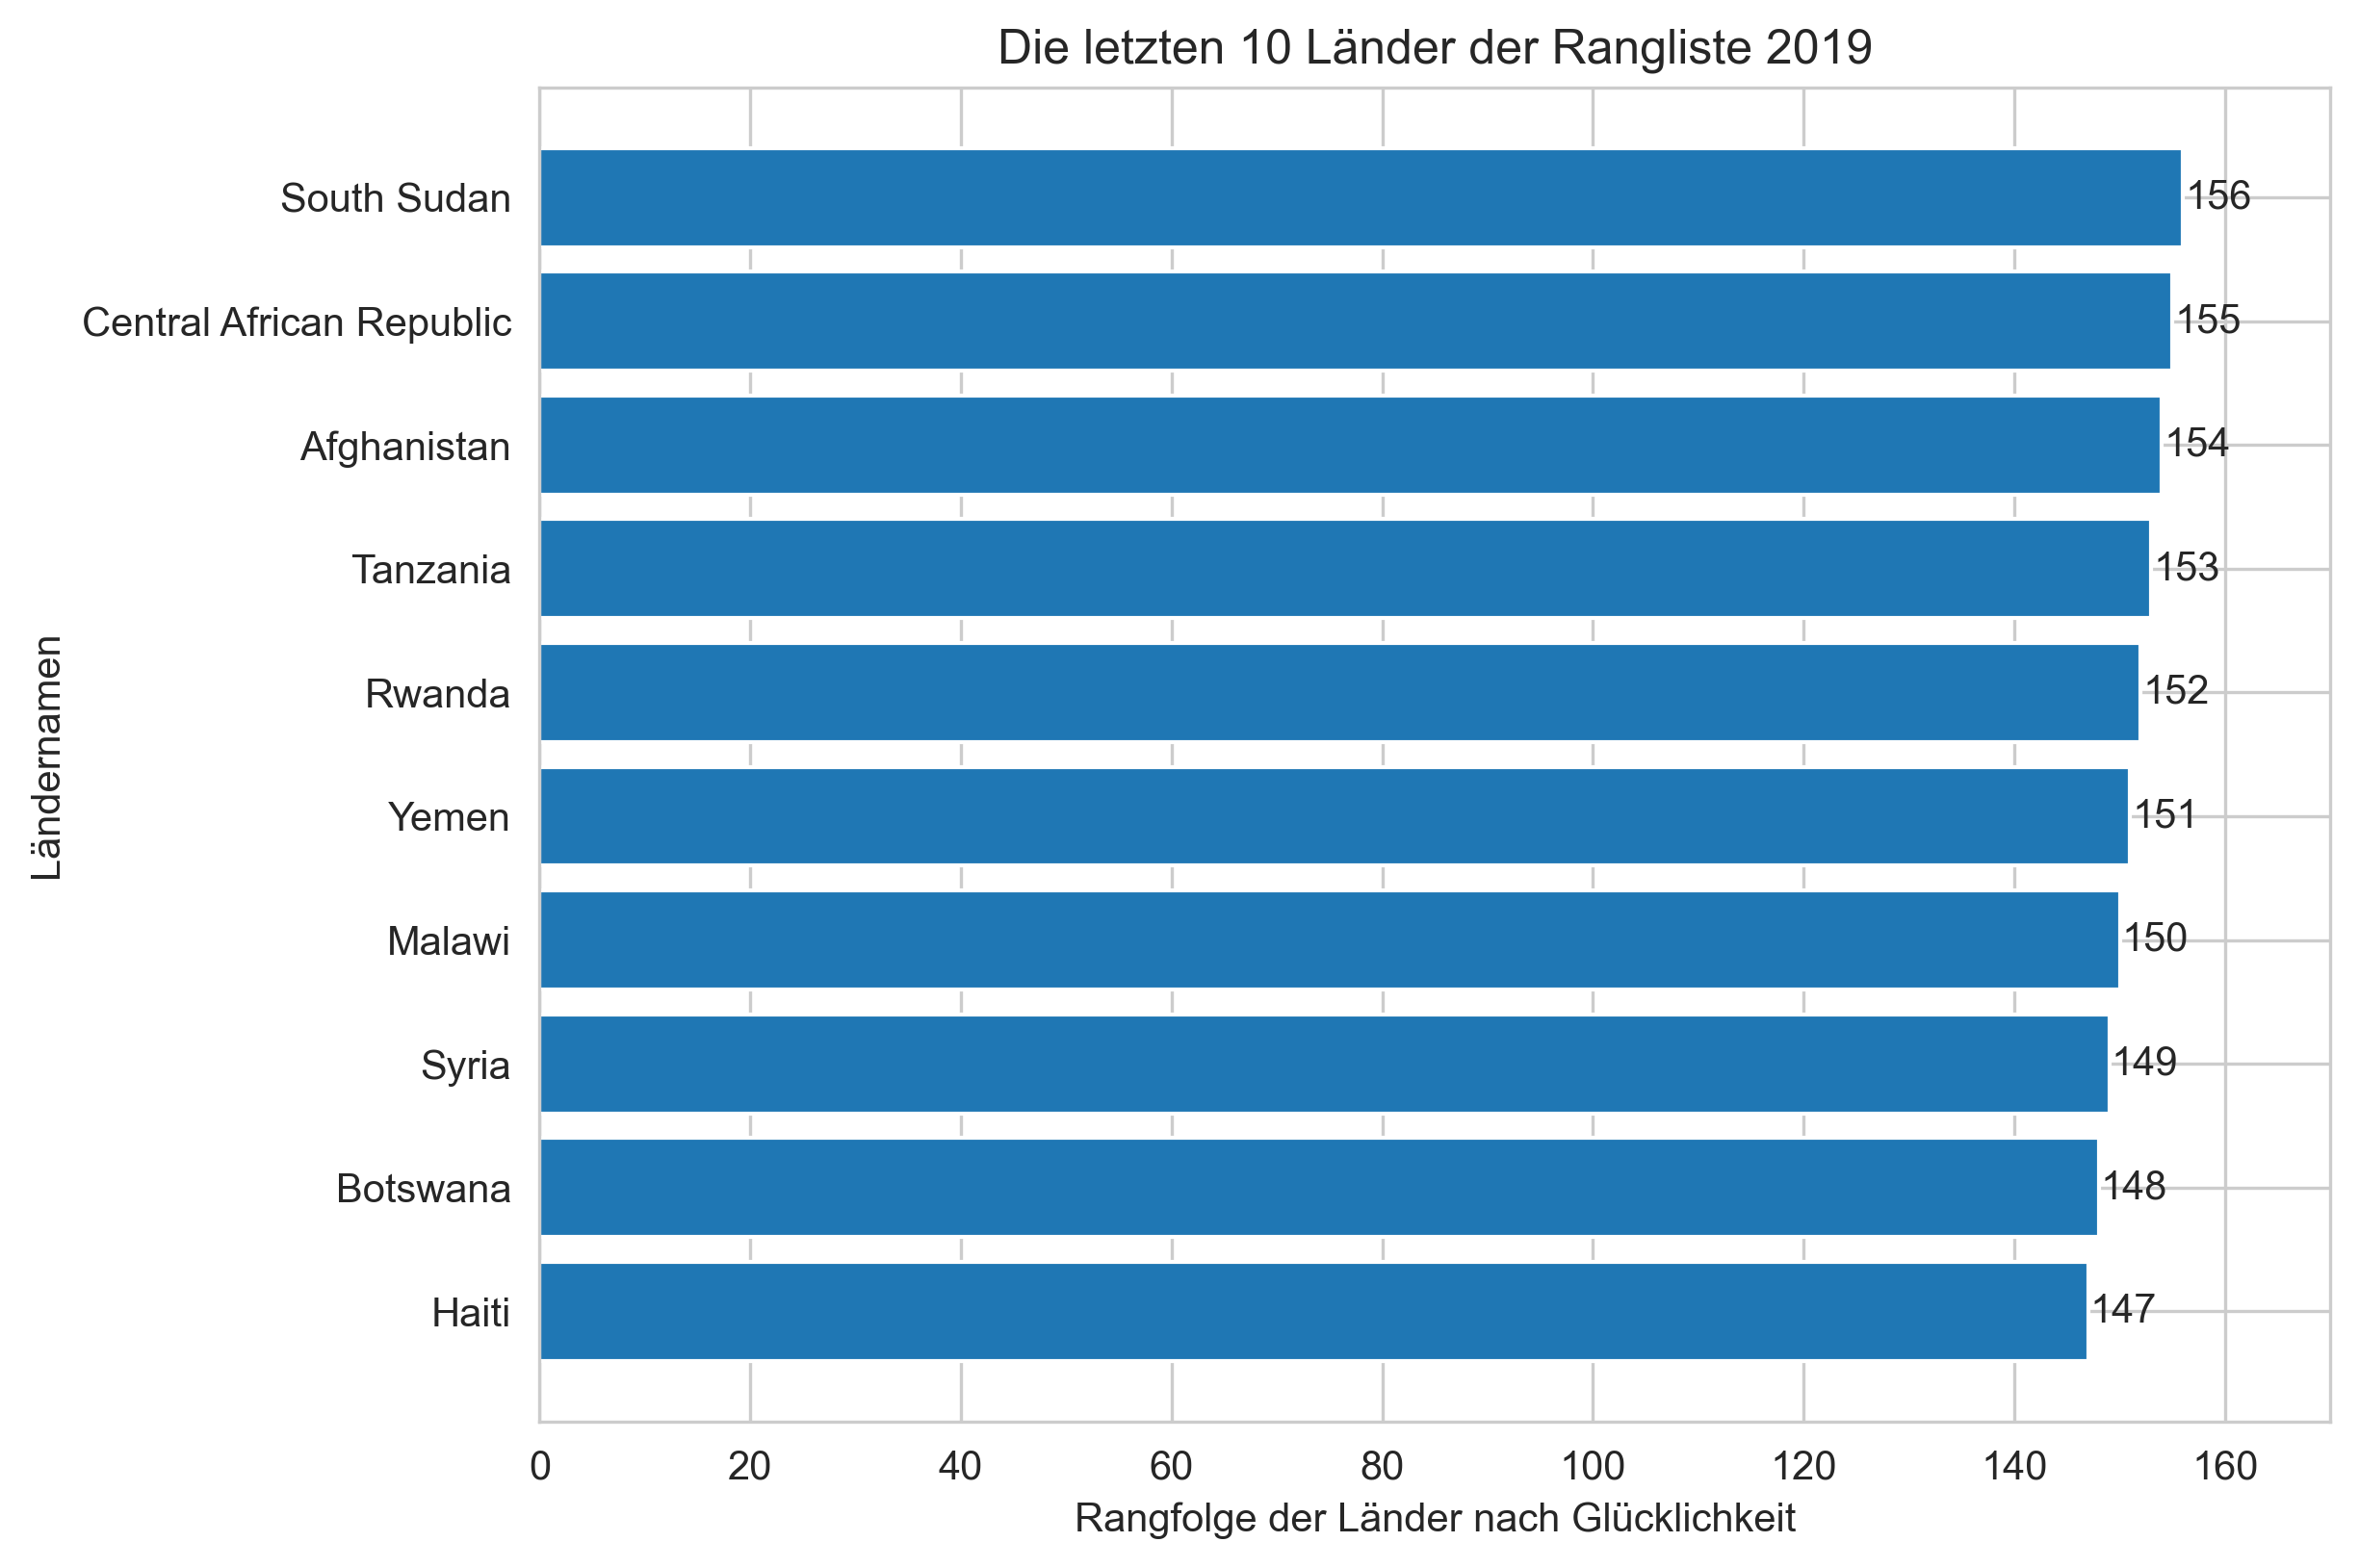 Die letzten 10 Länder der Rangliste 2019
Ländernamen
South Sudan 156
Central African Republic 155
Afghanistan 154
Tanzania 153
Rwanda 152
Yemen 151
Malawi 150
Syria 149
Botswana 148
Haiti 147
0 20 40 60 80 100 120 140 160
Rangfolge der Länder nach Glücklichkeit